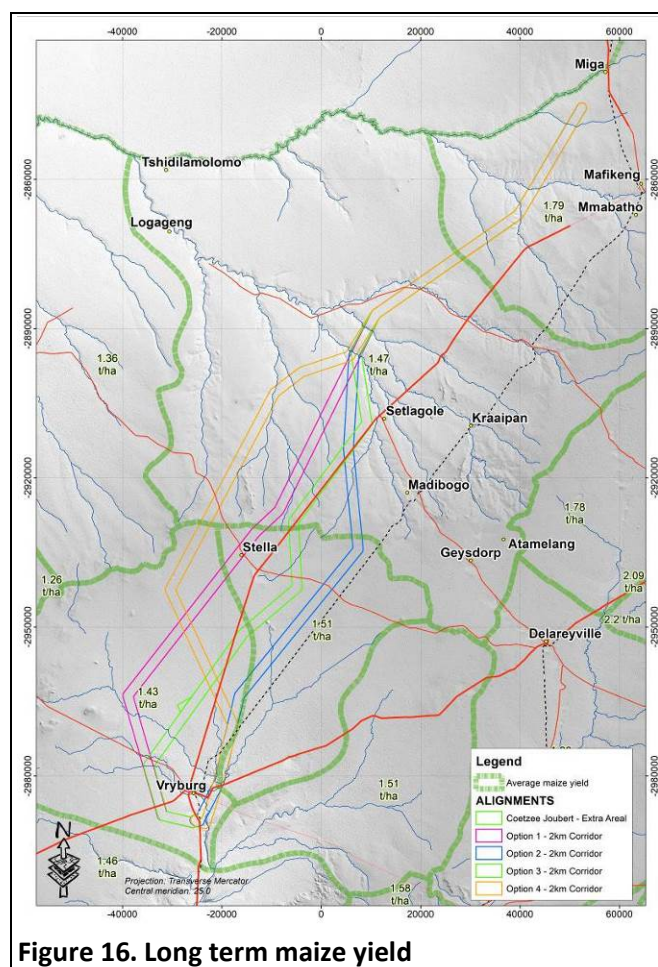 -40000 -20000 0 20000 40000 60000
Miga
-2860000
-2860000
Tshidilamolomo
Mafikeng
1.79
t/ha
Mmabatho
Logageng
-2890000
-2890000
1.36
t/ha
1.47
t/ha
Setlagole
Kraaipan
-2920000
-2920000
Madibogo
1.78
t/ha
Atamelang
Stella
Geysdorp
1.26
t/ha
2.09
t/ha
1.51
t/ha
2.2 t/ha
-2950000
-2950000
Delareyville
1.43
t/ha
Legend
Average maize yield
ALIGNMENTS
Coetzee Joubert - Extra Areal
Option 1 - 2km Corridor
Option 2 - 2km Corridor
Option 3 - 2km Corridor
Option 4 - 2km Corridor
-2980000
-2980000
Vryburg
1.51
t/ha
N
1.46
t/ha
Projection: Transverse Mercator
Central meridian: 25.0
1.58
t/ha
-40000 -20000 0 20000 40000 60000
Figure 16. Long term maize yield